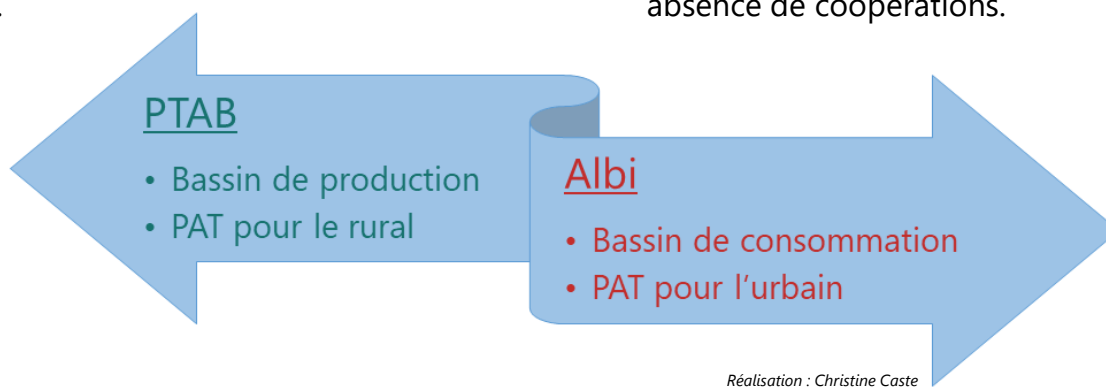 .
absence de coopérations.
PTAB
• Bassin de production
• PAT pour le rural
Albi
• Bassin de consommation
• PAT pour l’urbain
Réalisation : Christine Caste